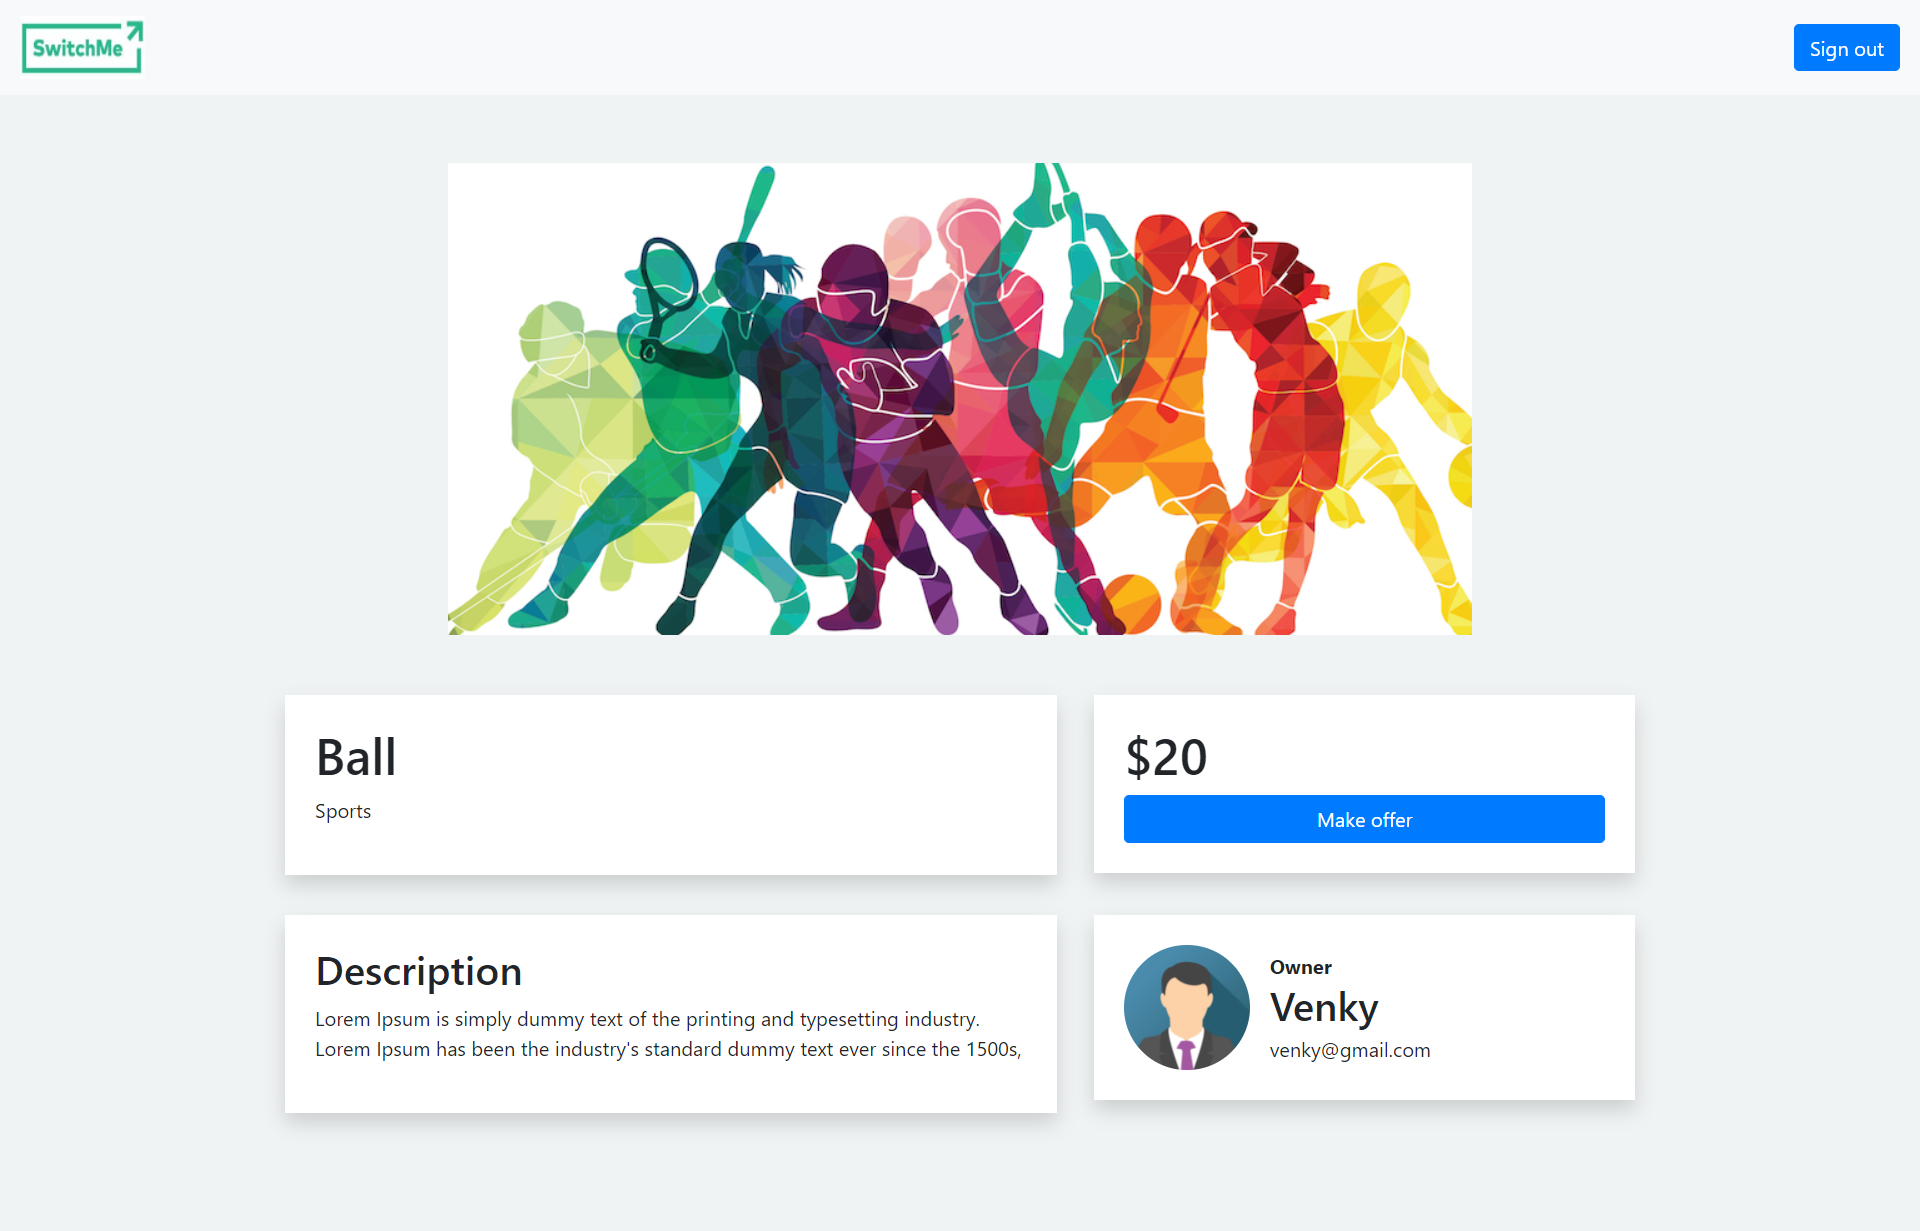 SwitchMe
Sign out
Ball
Sports
$20
Make offer
Description
Lorem Ipsum is simply dummy text of the printing and typesetting industry.
Lorem Ipsum has been the industry's standard dummy text ever since the 1500s,
Owner
Venky
venky@gmail.com